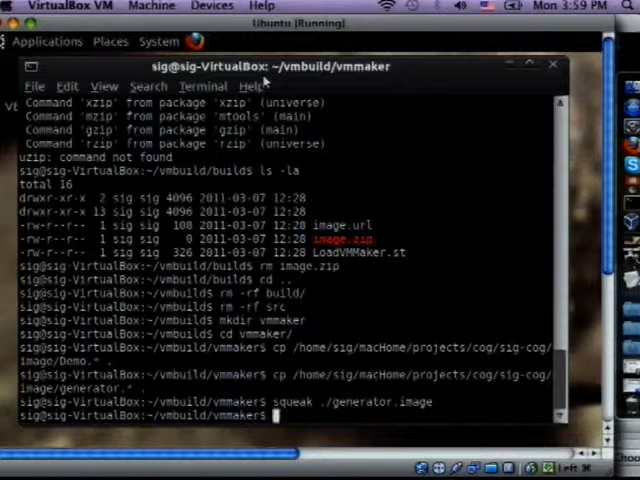 VirtualBox VM Machine Devices Help Mon 3:59 PM
Ubuntu [Running]
Applications Places System
sig@sig-VirtualBox: ~/vmbuild/vmmaker
File Edit View Search Terminal Help
Command 'xzip' from package 'xzip' (universe)
Command 'mzip' from package 'mtools' (main)
Command 'gzip' from package 'gzip' (main)
Command 'rzip' from package 'rzip' (universe)
uzip: command not found
sig@sig-VirtualBox:~/vmbuild/build$ ls -la
total 16
drwxr-xr-x 2 sig sig 4096 2011-03-07 12:28
drwxr-xr-x 13 sig sig 4096 2011-03-07 12:28
-rw-r--r-- 1 sig sig 108 2011-03-07 12:28 image.url
-rw-r--r-- 1 sig sig 0 2011-03-07 12:28 image.zip
-rw-r--r-- 1 sig sig 326 2011-03-07 12:28 LoadVMMaker.st
sig@sig-VirtualBox:~/vmbuild/build$ rm image.zip
sig@sig-VirtualBox:~/vmbuild/build$ cd ..
sig@sig-VirtualBox:~/vmbuild$ rm -rf build/
sig@sig-VirtualBox:~/vmbuild$ rm -rf src
sig@sig-VirtualBox:~/vmbuild$ mkdir vmmaker
sig@sig-VirtualBox:~/vmbuild$ cd vmmaker/
sig@sig-VirtualBox:~/vmbuild/vmmaker$ cp /home/sig/macHome/projects/cog/sig-cog/
image/Demo.* .
sig@sig-VirtualBox:~/vmbuild/vmmaker$ cp /home/sig/macHome/projects/cog/sig-cog/
image/generator.* .
sig@sig-VirtualBox:~/vmbuild/vmmaker$ squeak ./generator.image
sig@sig-VirtualBox:~/vmbuild/vmmaker$
Left ⌘